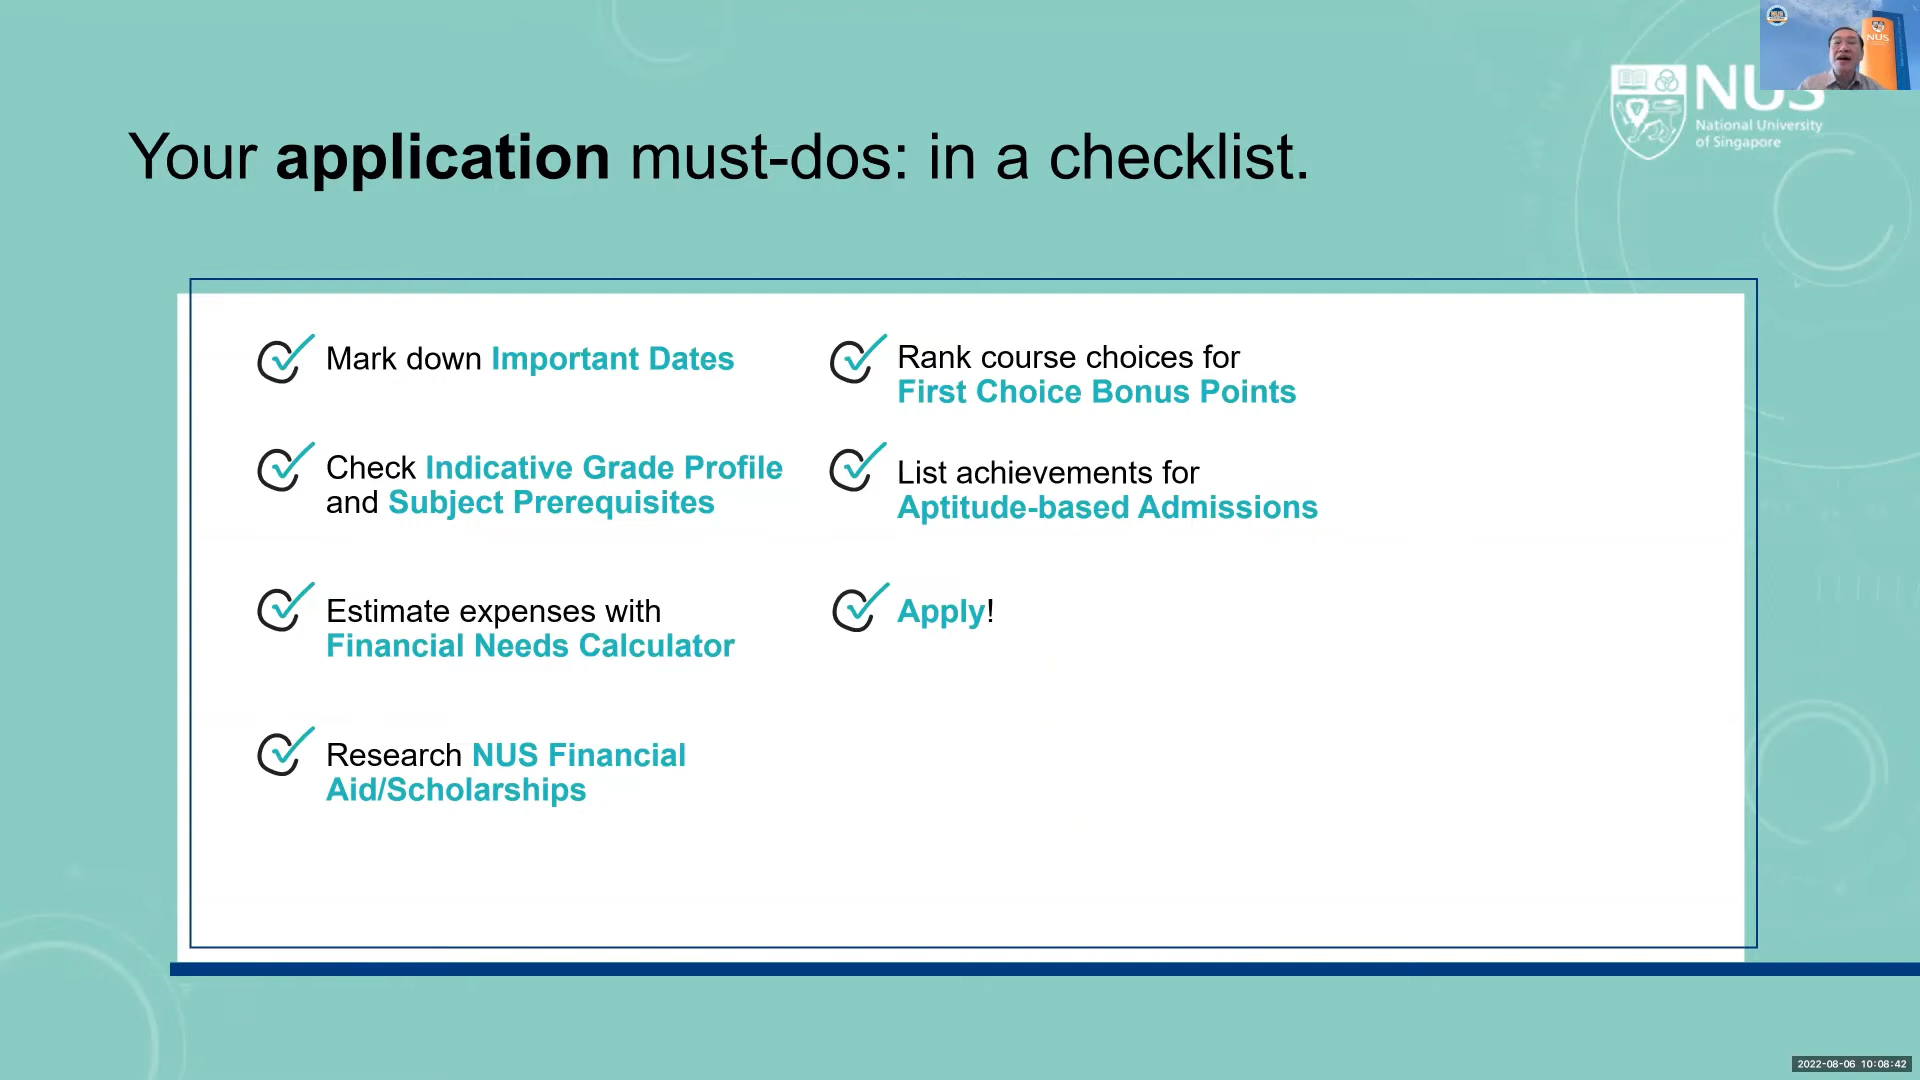 Your application must-dos: in a checklist.
NUS
National University
of Singapore
NUS
Mark down Important Dates
Check Indicative Grade Profile
and Subject Prerequisites
Estimate expenses with
Financial Needs Calculator
Research NUS Financial
Aid/Scholarships
Rank course choices for
First Choice Bonus Points
List achievements for
Aptitude-based Admissions
Apply!
2022-08-06 10:08:42